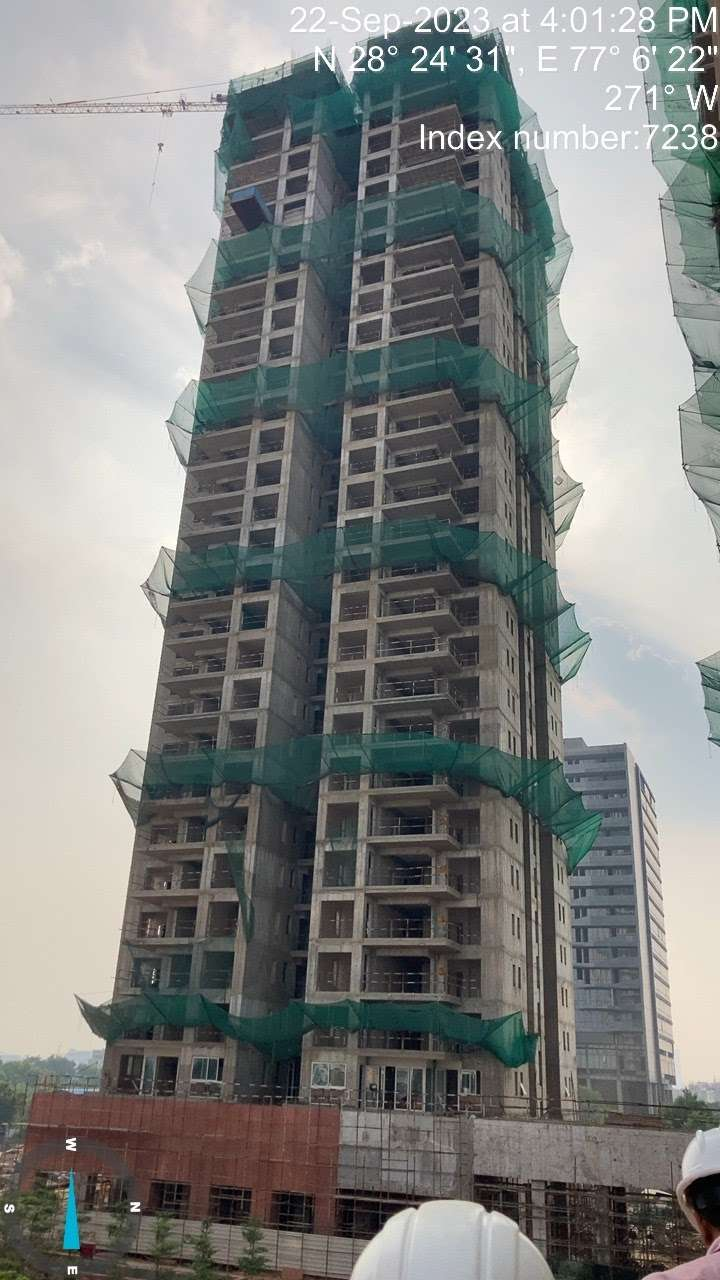 22-Sep-2023 at 4:01:28 PM
N 28° 24' 31", E 77° 6' 22"
271° W
Index number:7238
W
S
N
E